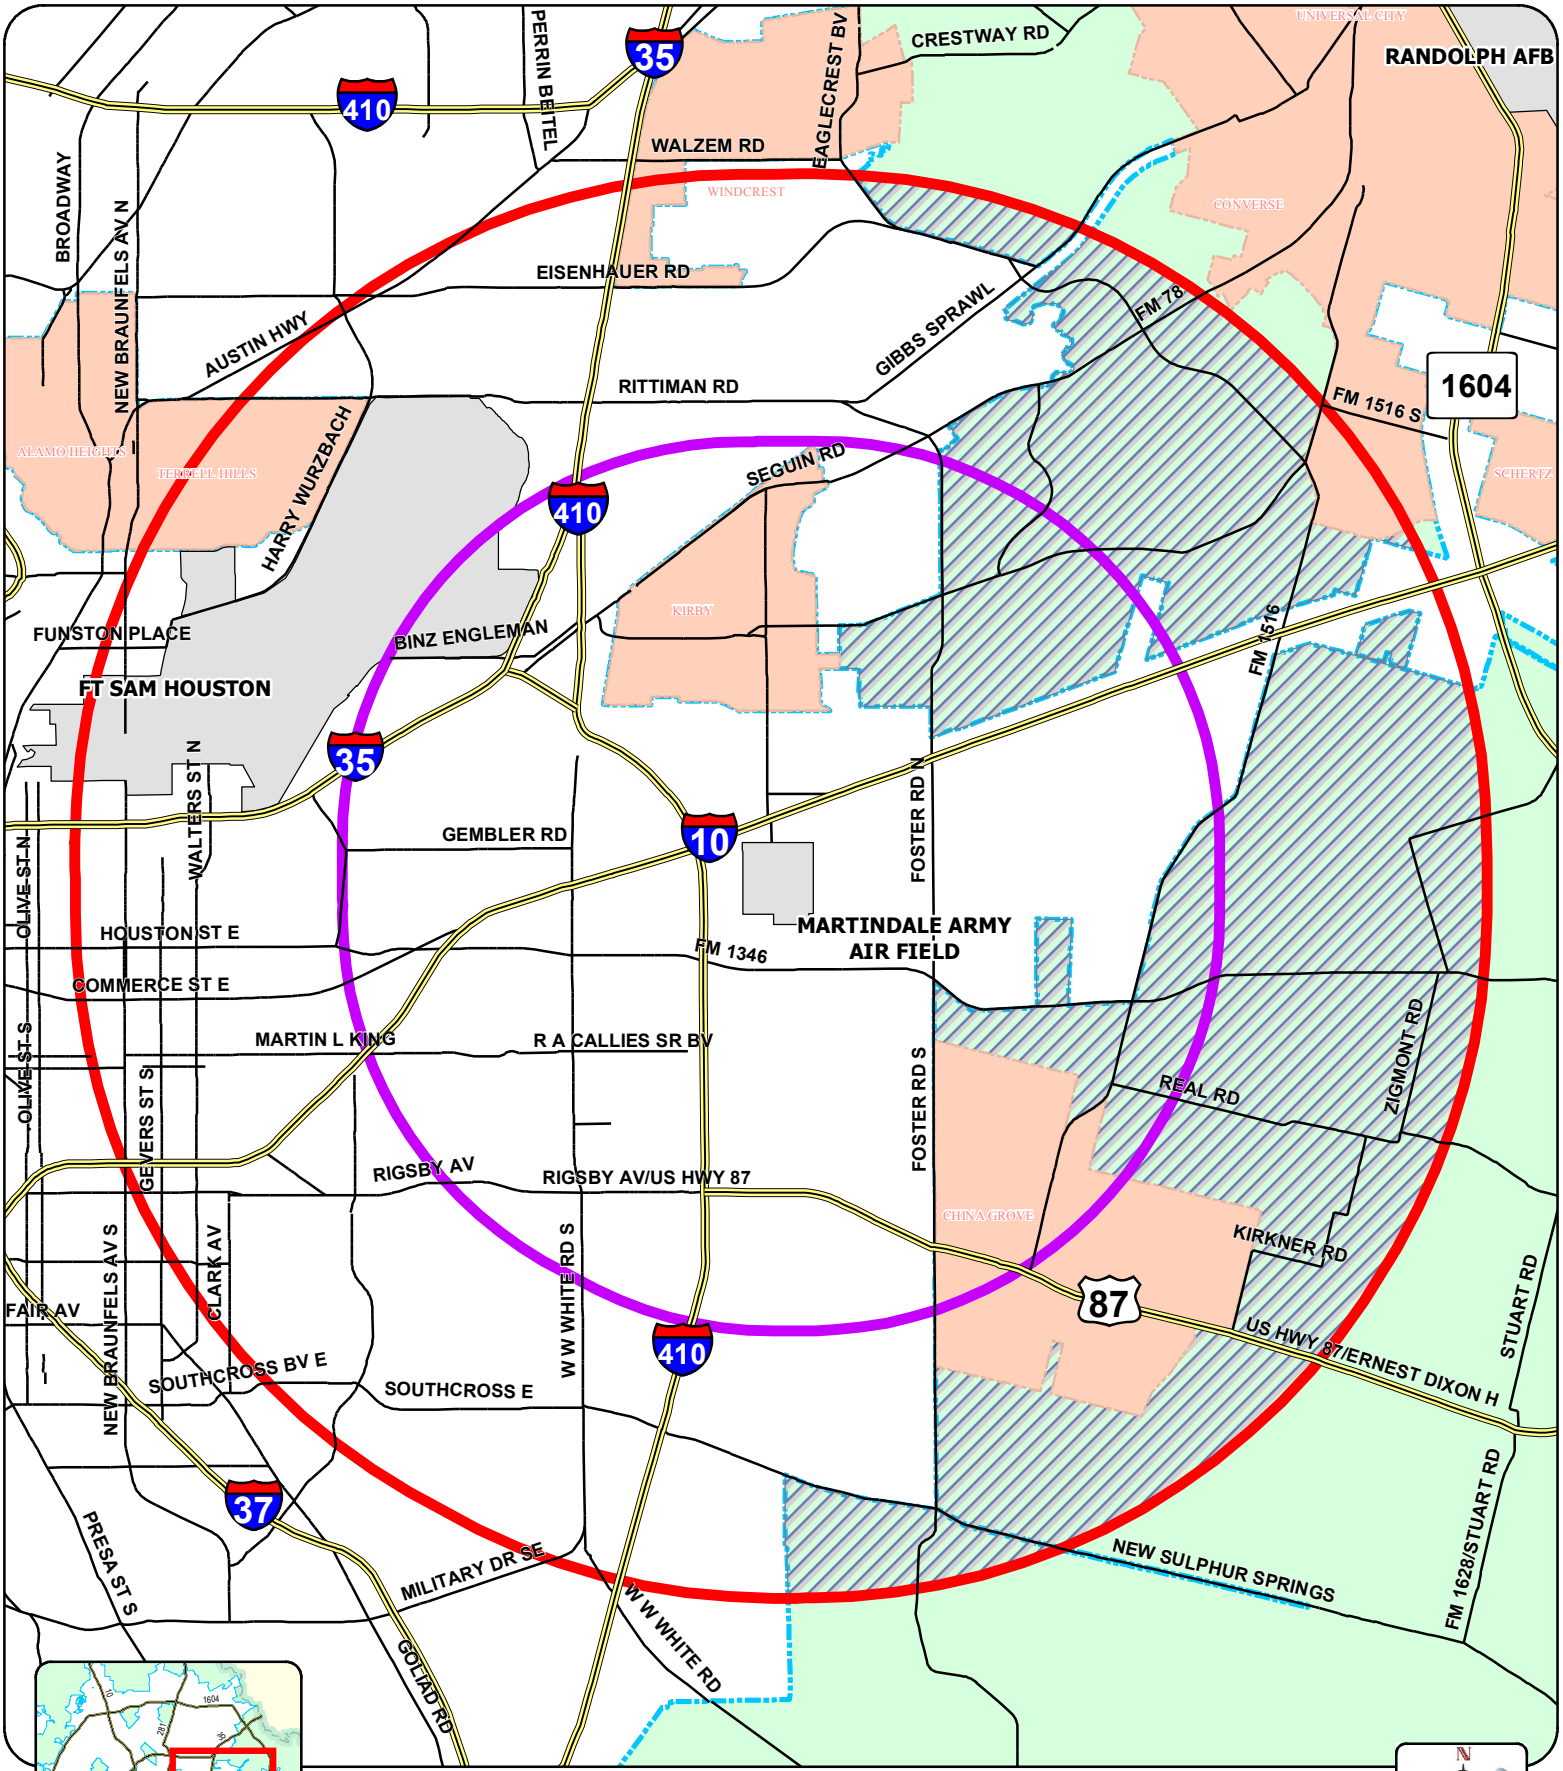 UNIVERSAL CITY
RANDOLPH AFB
PERRIN BEITEL
35
EAGLECREST BV
CRESTWAY RD
410
WALZEM RD
BROADWAY
NEW BRAUNFELS AV N
WINDCREST
CONVERSE
EISENHAUER RD
AUSTIN HWY
GIBBS SPRAWL
FM 78
RITTIMAN RD
1604
FM 1516 S
ALAMO HEIGHTS
TERRELL HILLS
HARRY WURZBACH
SEGUIN RD
SCHERTZ
410
KIRBY
FUNSTON PLACE
BINZ ENGLEMAN
FM 1516
FT SAM HOUSTON
35
WALTERS ST N
FOSTER RD N
GEMBLER RD
10
OLIVE ST N
HOUSTON ST E
FM 1346
MARTINDALE ARMY
AIR FIELD
COMMERCE ST E
MARTIN L KING
R A CALLIES SR BV
OLIVE ST S
GEVERS ST S
FOSTER RD S
REAL RD
ZIGMONT RD
RIGSBY AV
RIGSBY AV/US HWY 87
CHINA GROVE
KIRKNER RD
NEW BRAUNFELS AV S
CLARK AV
W W WHITE RD S
STUART RD
FAIR AV
87
US HWY 87/ERNEST DIXON H
410
SOUTHCROSS BV E
SOUTHCROSS E
37
PRESA ST S
MILITARY DR SE
NEW SULPHUR SPRINGS
FM 1628/STUART RD
W W WHITE RD
GOLIAD RD
10
1604
281
35
N